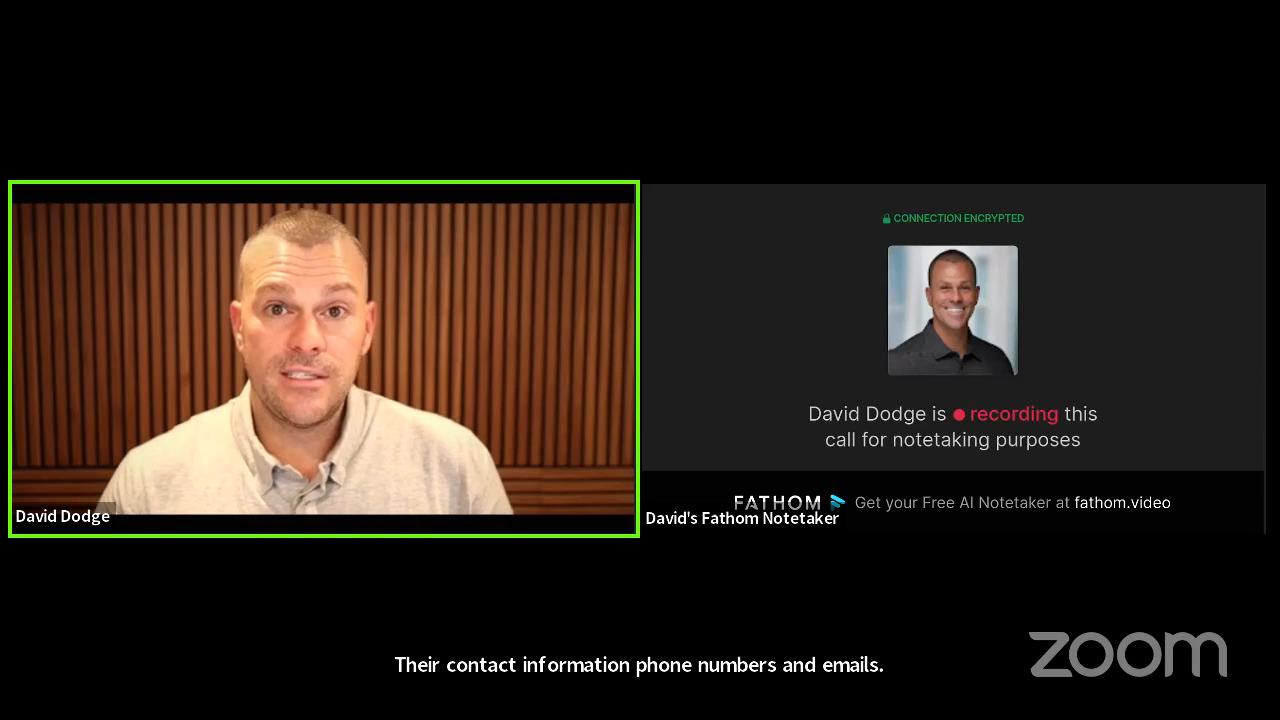 David Dodge
CONNECTION ENCRYPTED
David Dodge is recording this
call for notetaking purposes
FATHOM Get your Free AI Notetaker at fathom.video
David's Fathom Notetaker
Their contact information phone numbers and emails.
zoom